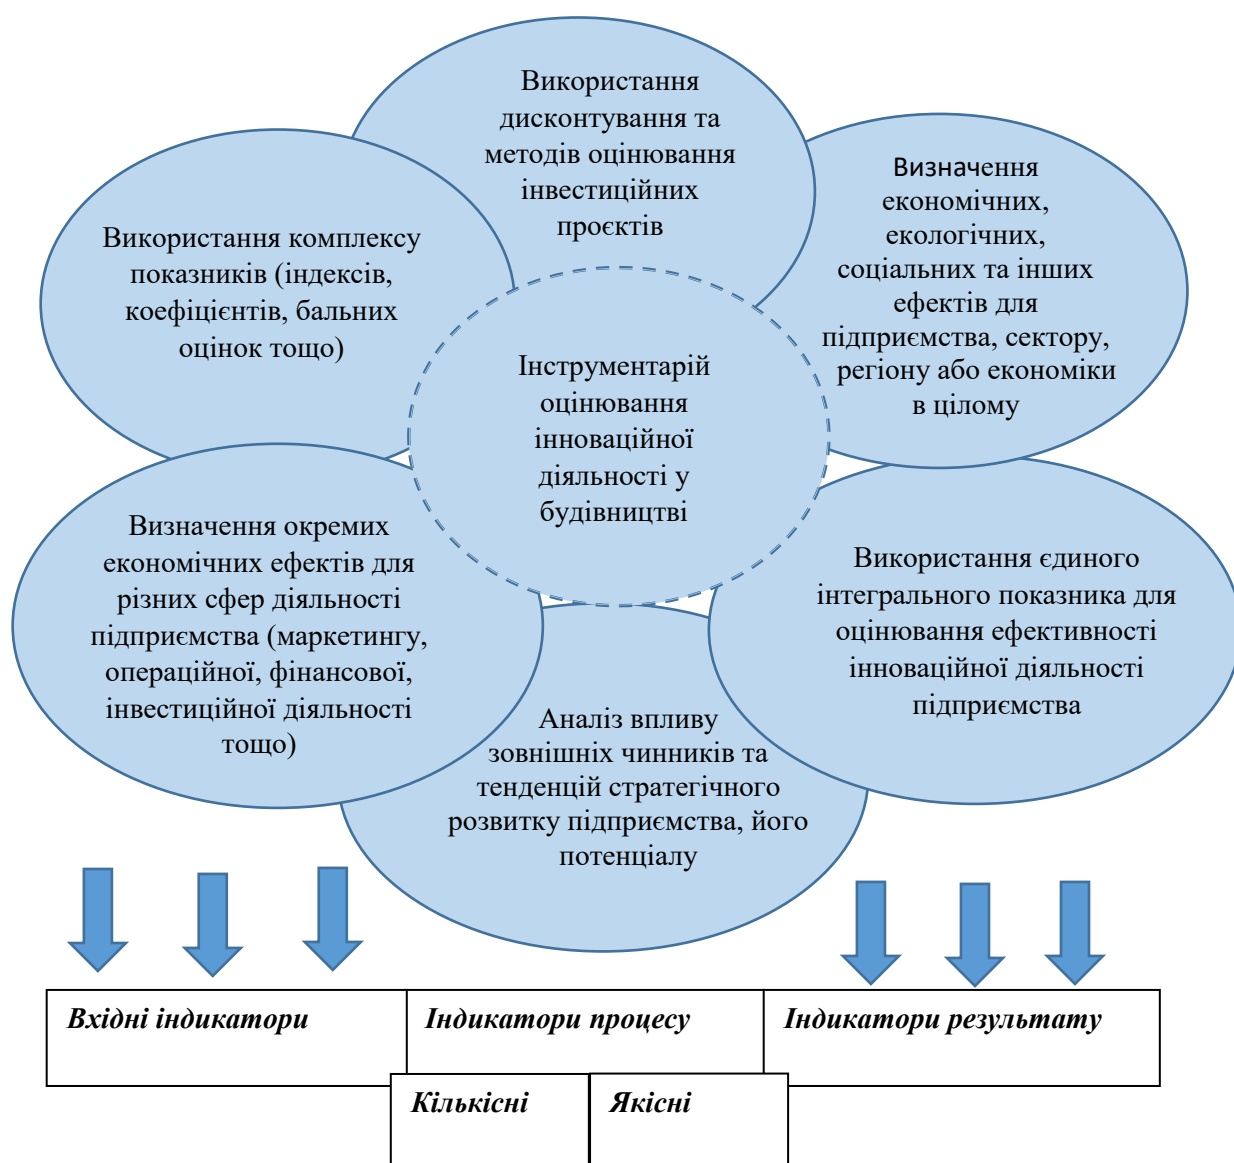 Використання
дисконтування та
методів оцінювання
інвестиційних
проєктів
Визначення
економічних,
екологічних,
соціальних та інших
ефектів для
підприємства, сектору,
регіону або економіки
в цілому
Використання комплексу
показників (індексів,
коефіцієнтів, бальних
оцінок тощо)
Інструментарій
оцінювання
інноваційної
діяльності у
будівництві
Визначення окремих
економічних ефектів для
різних сфер діяльності
підприємства (маркетингу,
операційної, фінансової,
інвестиційної діяльності
тощо)
Використання єдиного
інтегрального показника для
оцінювання ефективності
інноваційної діяльності
підприємства
Аналіз впливу
зовнішніх чинників та
тенденцій стратегічного
розвитку підприємства, його
потенціалу
Вхідні індикатори
Індикатори процесу
Індикатори результату
Кількісні
Якісні